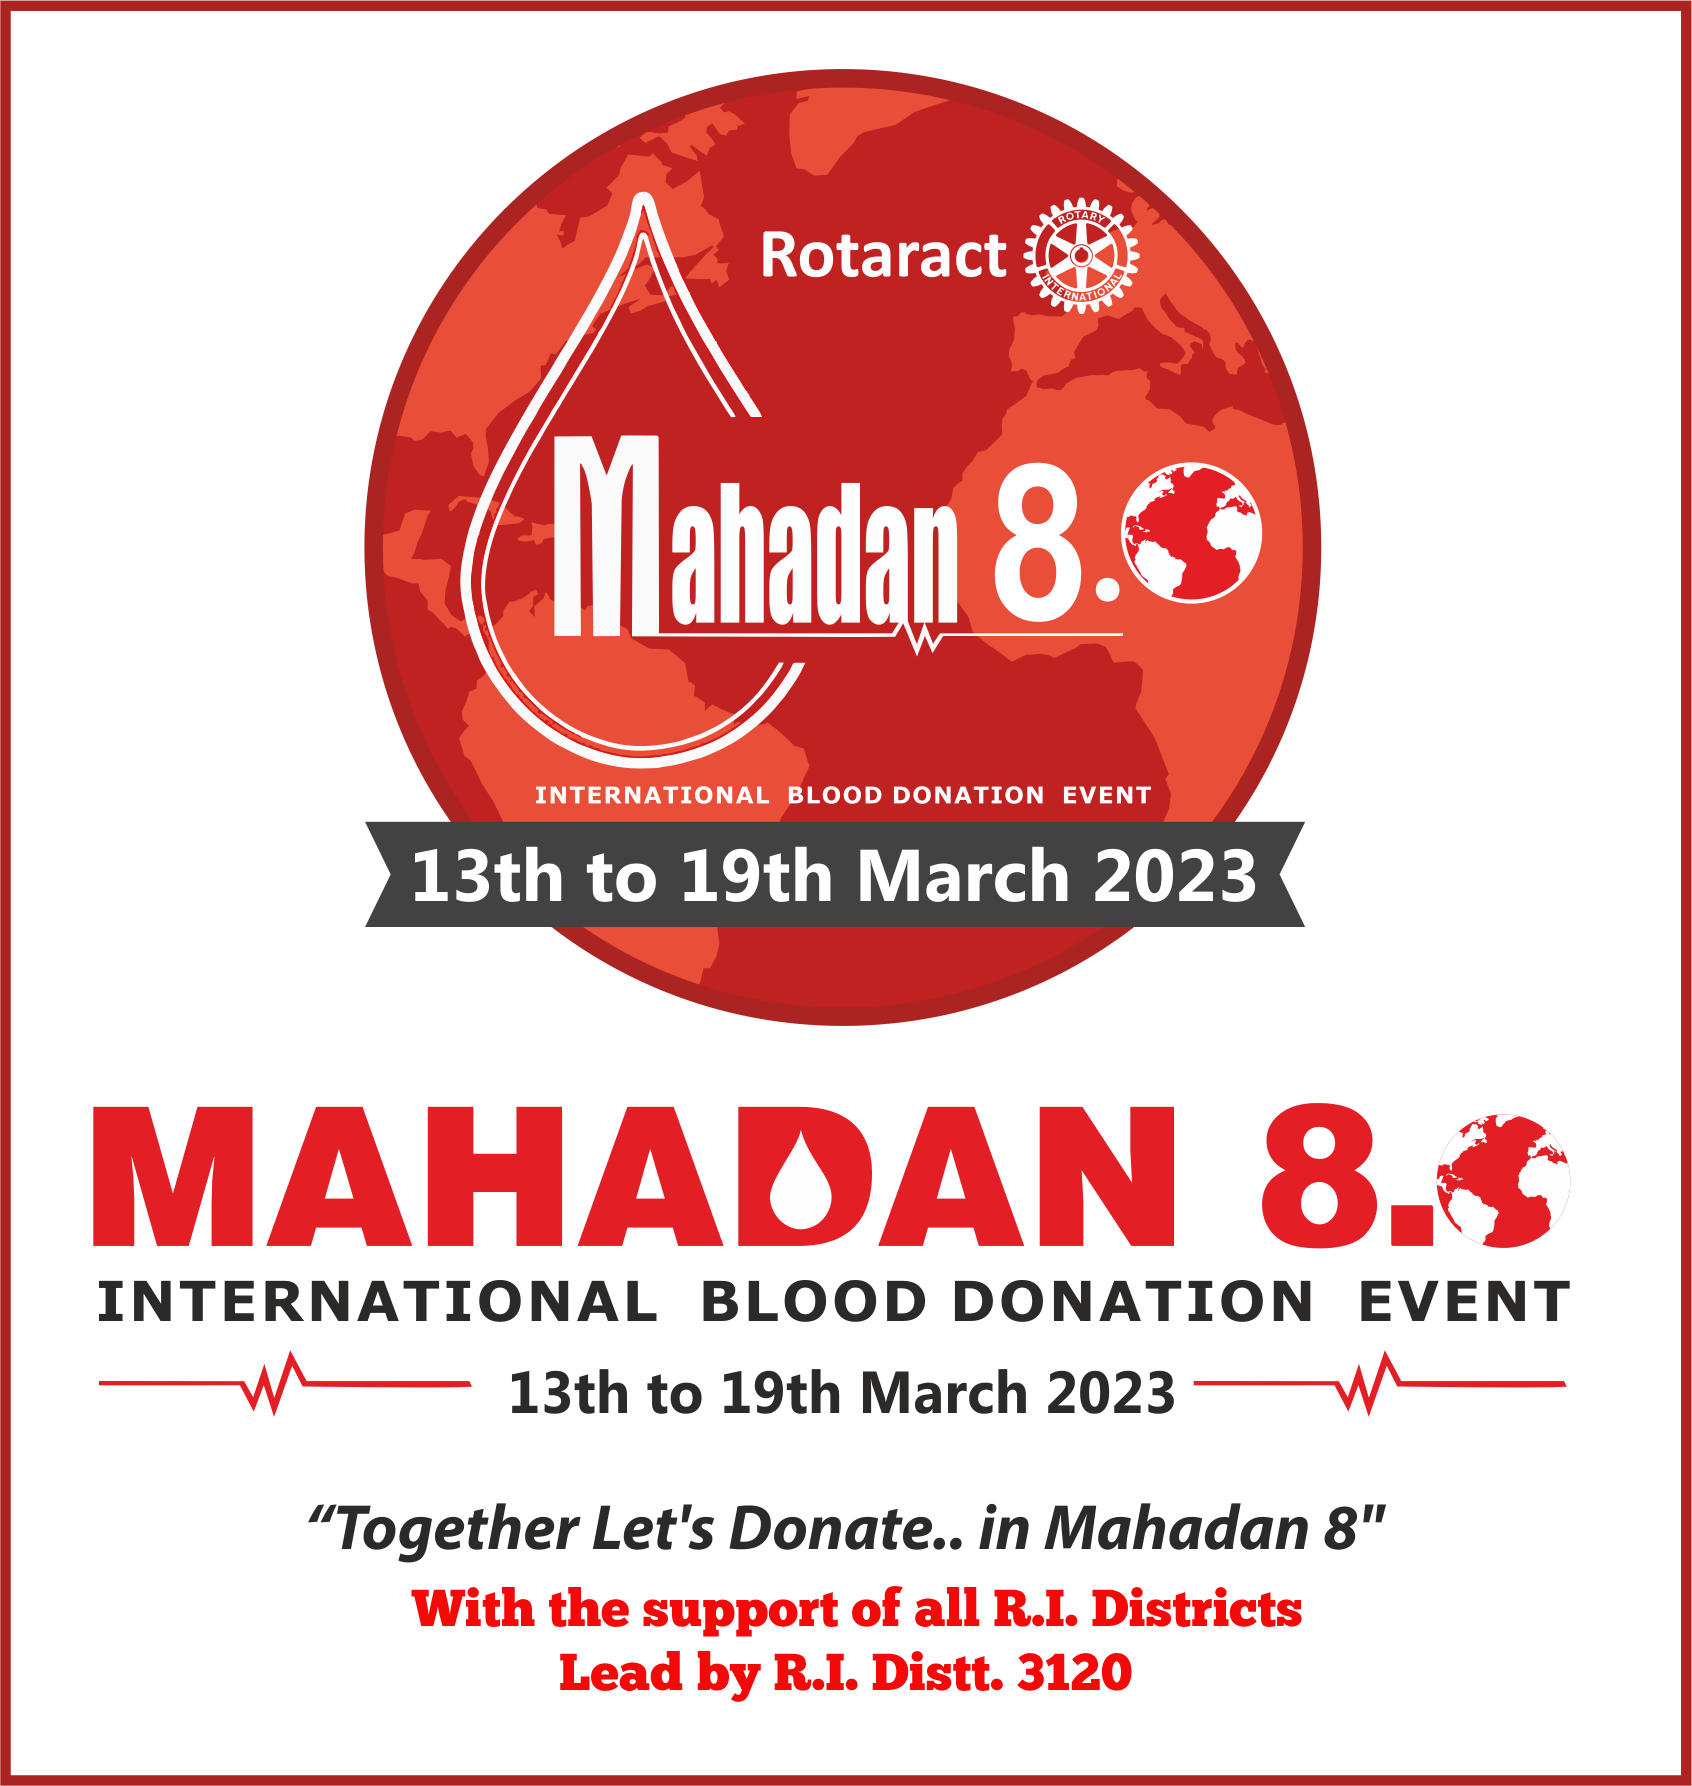 Rotaract
ROTARY
INTERNATIONAL
Mahadan 8.0
INTERNATIONAL BLOOD DONATION EVENT
13th to 19th March 2023
MAHADAN 8.0
INTERNATIONAL BLOOD DONATION EVENT
13th to 19th March 2023
“Together Let's Donate.. in Mahadan 8"
With the support of all R.I. Districts
Lead by R.I. Distt. 3120